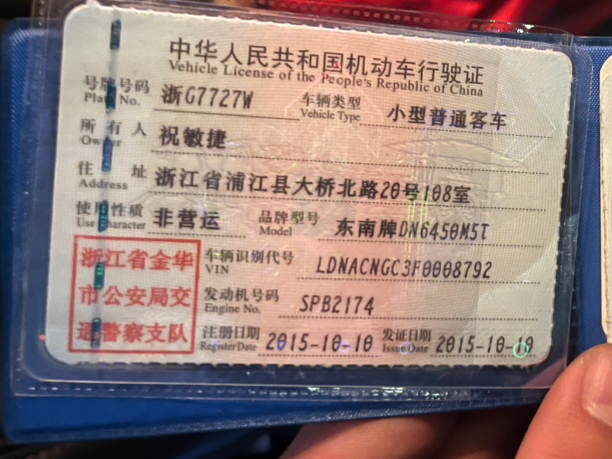 中华人民共和国机动车行驶证
Vehicle License of the People's Republic of China
号牌号码 浙G7727W 车辆类型 小型普通客车
Plate No. Vehicle Type
所有人 祝敏捷
Owner
住址 浙江省浦江县大桥北路20号108室
Address
使用性质 非营运 品牌型号 东南牌DN6450M5T
Use Character Model
浙江省金华
市公安局交
通警察支队
车辆识别代号 LDNACNGC3F0008792
VIN
发动机号码 SPB2174
Engine No.
注册日期 2015-10-10 发证日期 2015-10-10
Register Date Issue Date